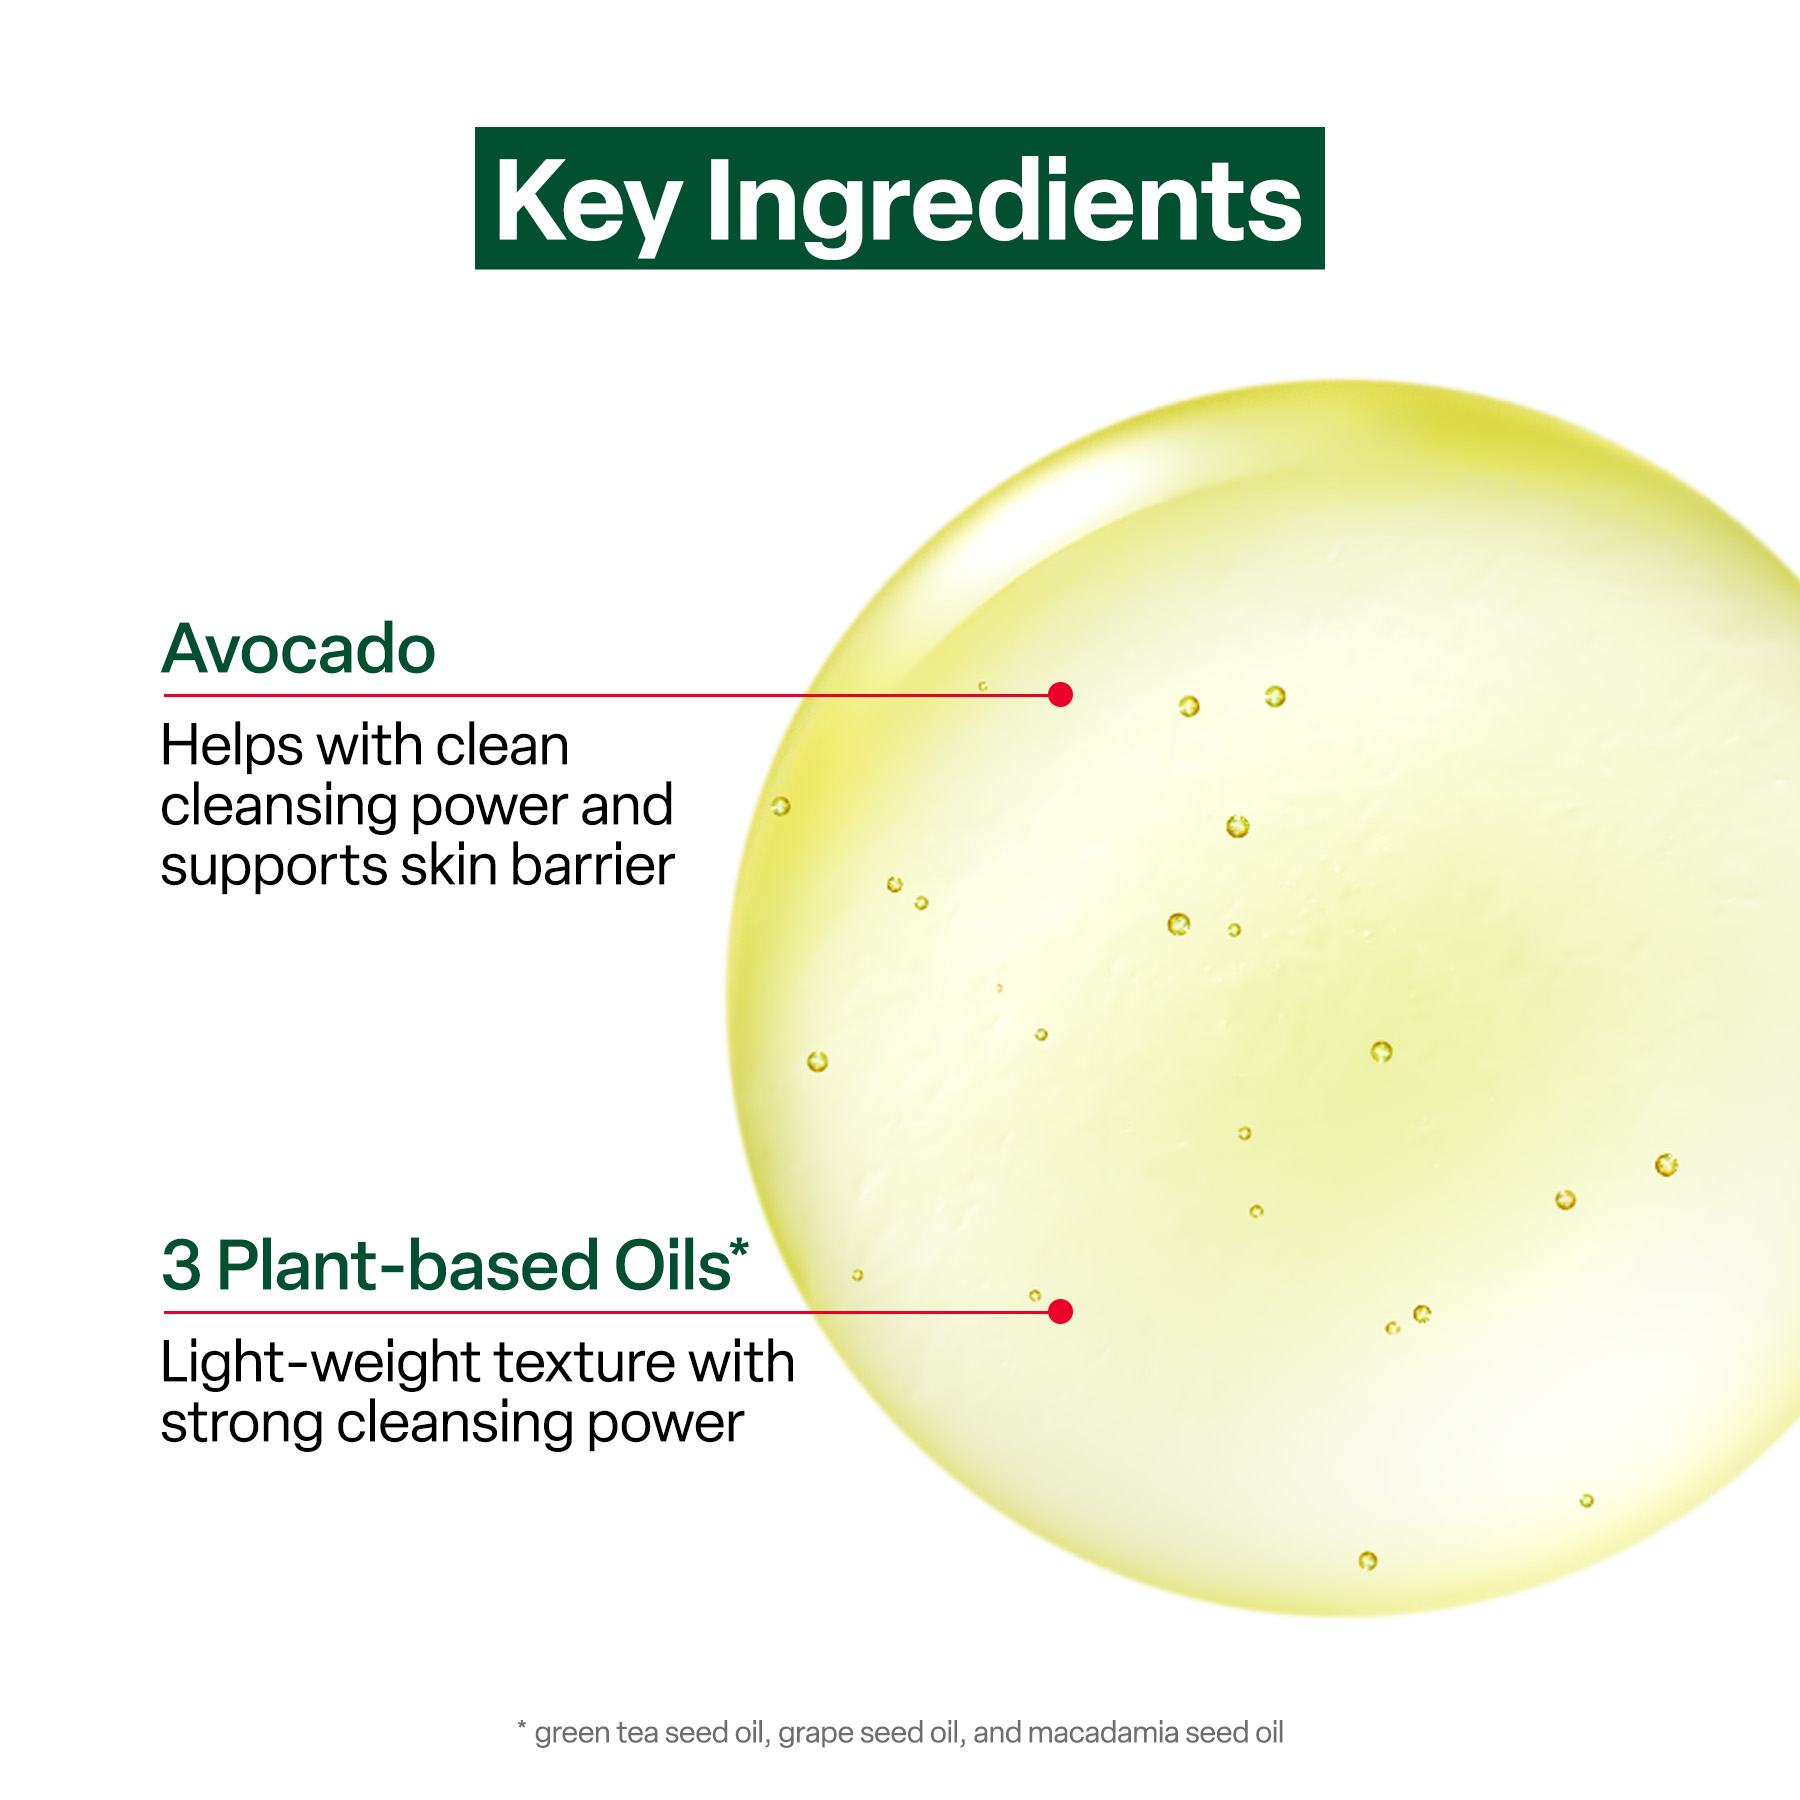 Key Ingredients
Avocado
Helps with clean
cleansing power and
supports skin barrier
3 Plant-based Oils*
Light-weight texture with
strong cleansing power
* green tea seed oil, grape seed oil, and macadamia seed oil